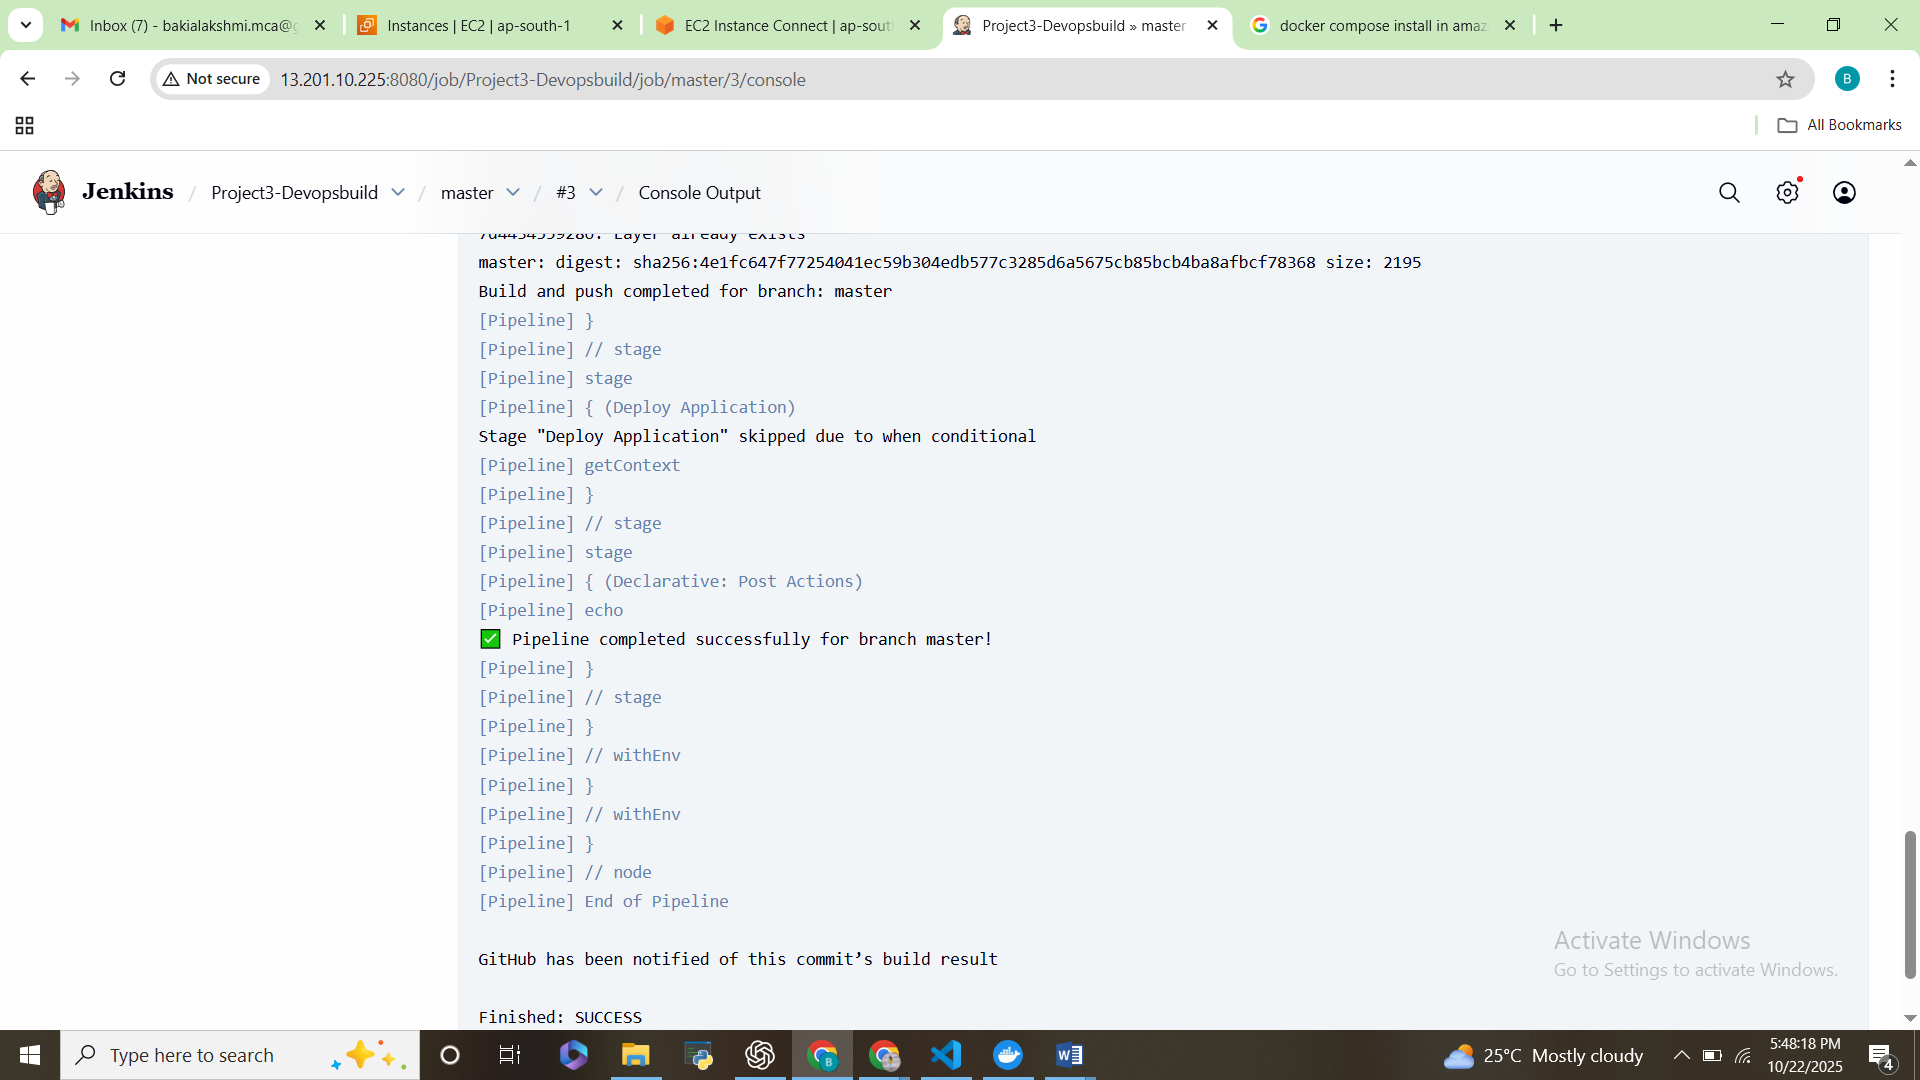 Inbox (7) - bakialakshmi.mca@g
Instances | EC2 | ap-south-1
EC2 Instance Connect | ap-sout
Project3-Devopsbuild » master
docker compose install in amaz
Not secure
13.201.10.225:8080/job/Project3-Devopsbuild/job/master/3/console
B
All Bookmarks
Jenkins / Project3-Devopsbuild / master / #3 / Console Output
7d4434559280: Layer already exists
master: digest: sha256:4e1fc647f77254041ec59b304edb577c3285d6a5675cb85bcb4ba8afbcf78368 size: 2195
Build and push completed for branch: master
[Pipeline] }
[Pipeline] // stage
[Pipeline] stage
[Pipeline] { (Deploy Application)
Stage "Deploy Application" skipped due to when conditional
[Pipeline] getContext
[Pipeline] }
[Pipeline] // stage
[Pipeline] stage
[Pipeline] { (Declarative: Post Actions)
[Pipeline] echo
✅ Pipeline completed successfully for branch master!
[Pipeline] }
[Pipeline] // stage
[Pipeline] }
[Pipeline] // withEnv
[Pipeline] }
[Pipeline] // withEnv
[Pipeline] }
[Pipeline] // node
[Pipeline] End of Pipeline
GitHub has been notified of this commit’s build result
Finished: SUCCESS
Activate Windows
Go to Settings to activate Windows.
Type here to search
25°C Mostly cloudy
5:48:18 PM
10/22/2025
4